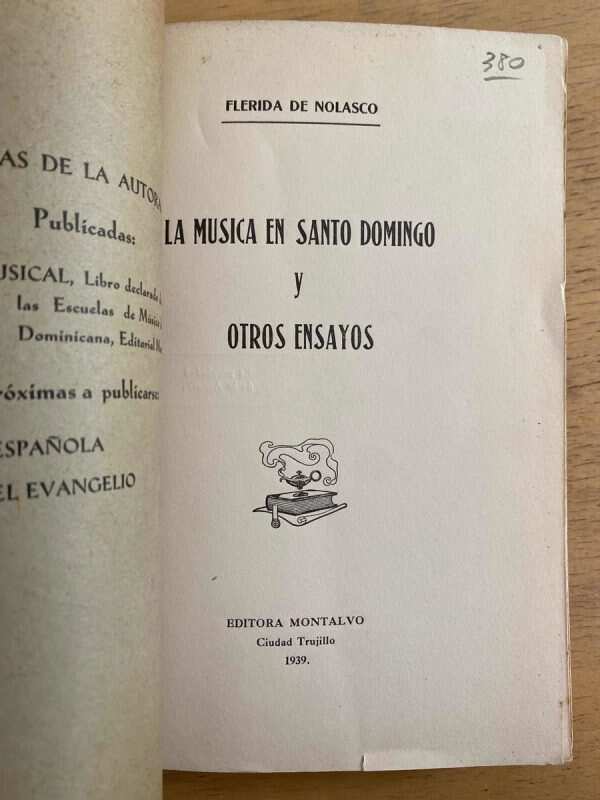 AS DE LA AUTORA
Publicadas:
USICAL, Libro declarado
las Escuelas de Música
Dominicana, Editorial
róximas a publicarse:
ESPAÑOLA
EL EVANGELIO
380
FLERIDA DE NOLASCO
LA MUSICA EN SANTO DOMINGO
y
OTROS ENSAYOS
EDITORA MONTALVO
Ciudad Trujillo
1939.